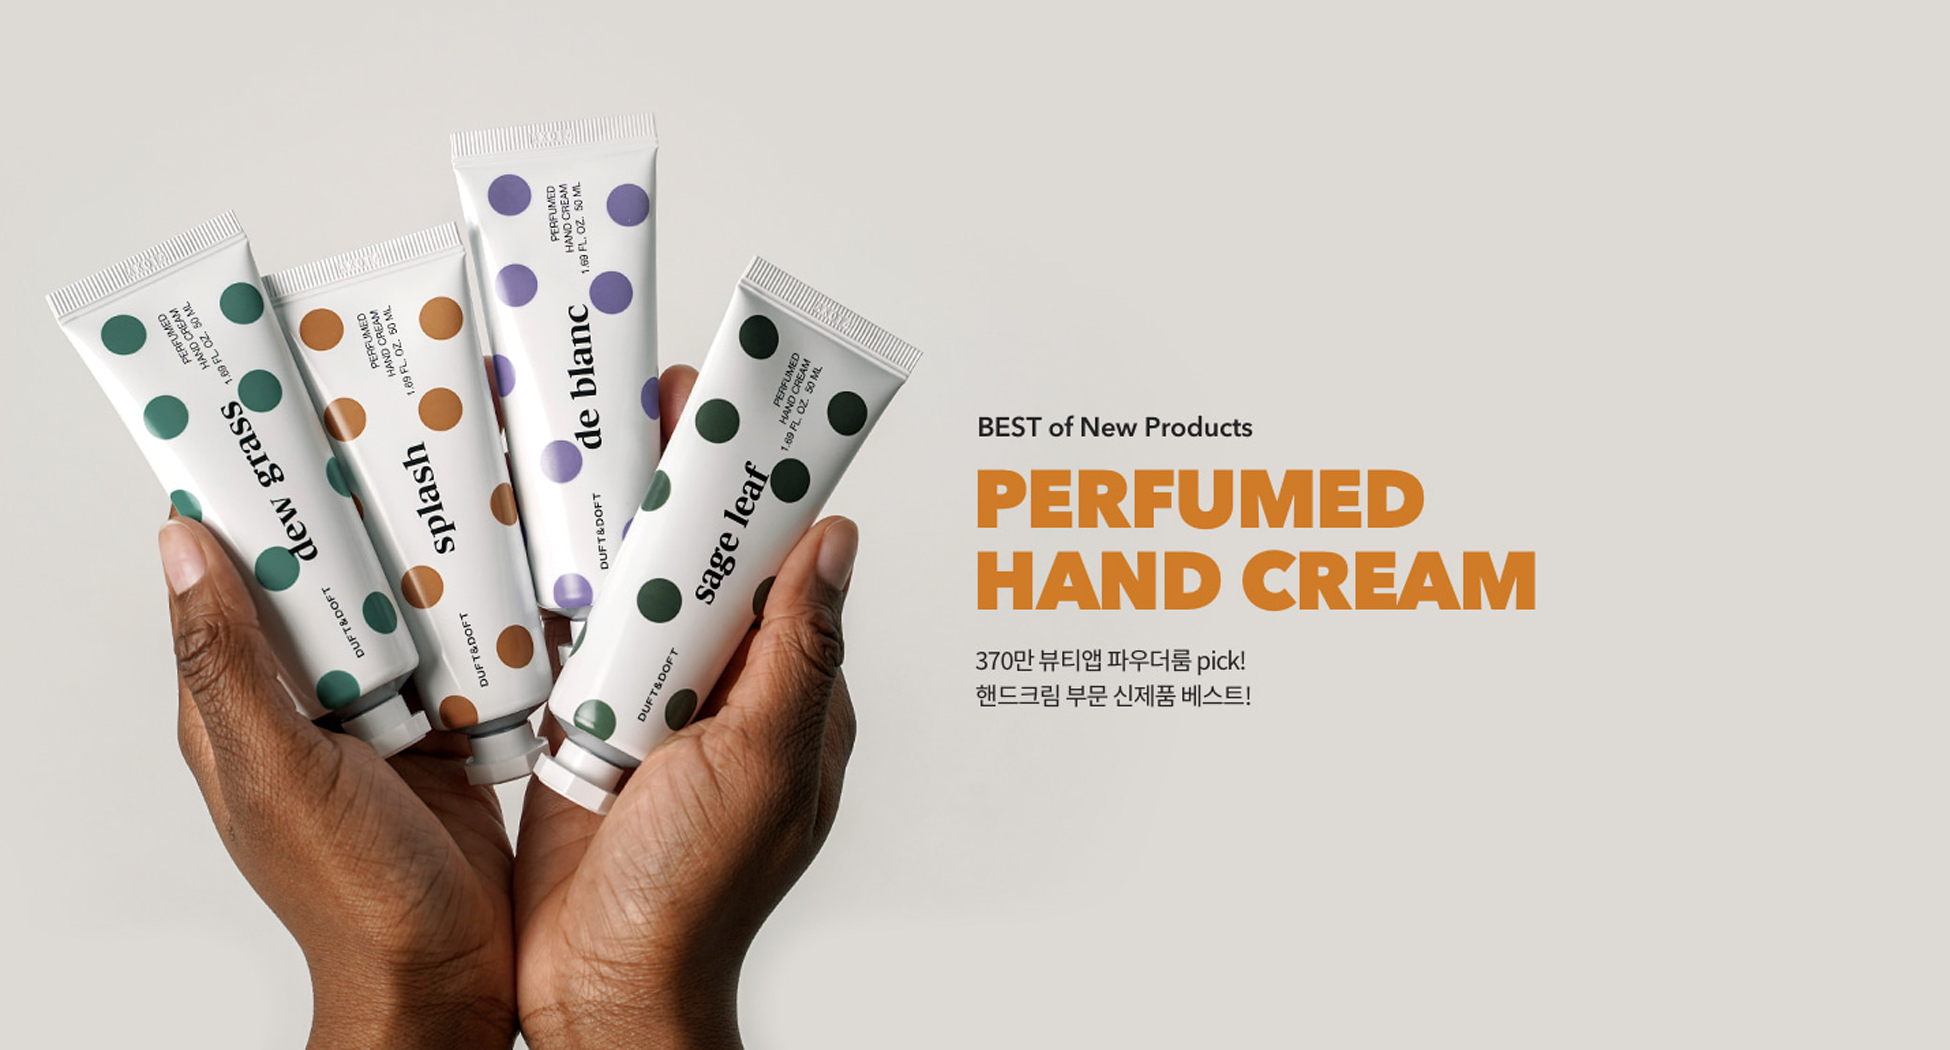 PERFUMED
HAND CREAM
1.69 FL. OZ. 50 ML
dew grass
DUFT&DOFT
PERFUMED
HAND CREAM
1.69 FL. OZ. 50 ML
splash
DUFT&DOFT
PERFUMED
HAND CREAM
1.69 FL. OZ. 50 ML
de blanc
DUFT&DOFT
PERFUMED
HAND CREAM
1.69 FL. OZ. 50 ML
sage leaf
DUFT&DOFT
BEST of New Products
PERFUMED
HAND CREAM
370만 뷰티앱 파우더룸 pick!
핸드크림 부문 신제품 베스트!